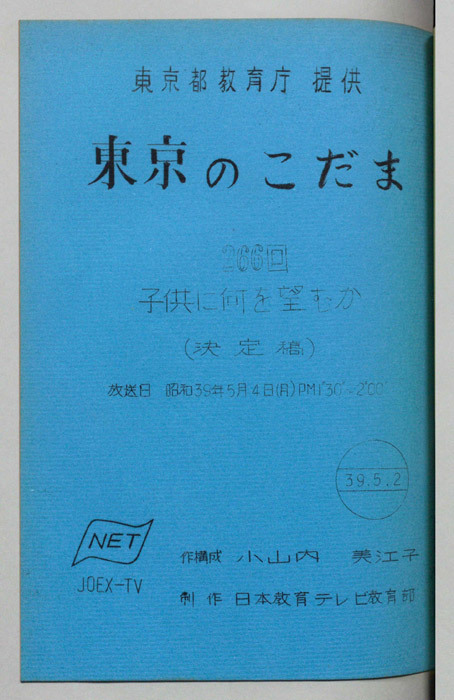 東京都教育庁 提供
東京のこだま
266回
子供に何を望むか
(決定稿)
放送日 昭和39年5月4日(月)PM1°30'~2°00'
39.5.2
NET
JOEX-TV
作構成 小山内 美江子
制作 日本教育テレビ教育部